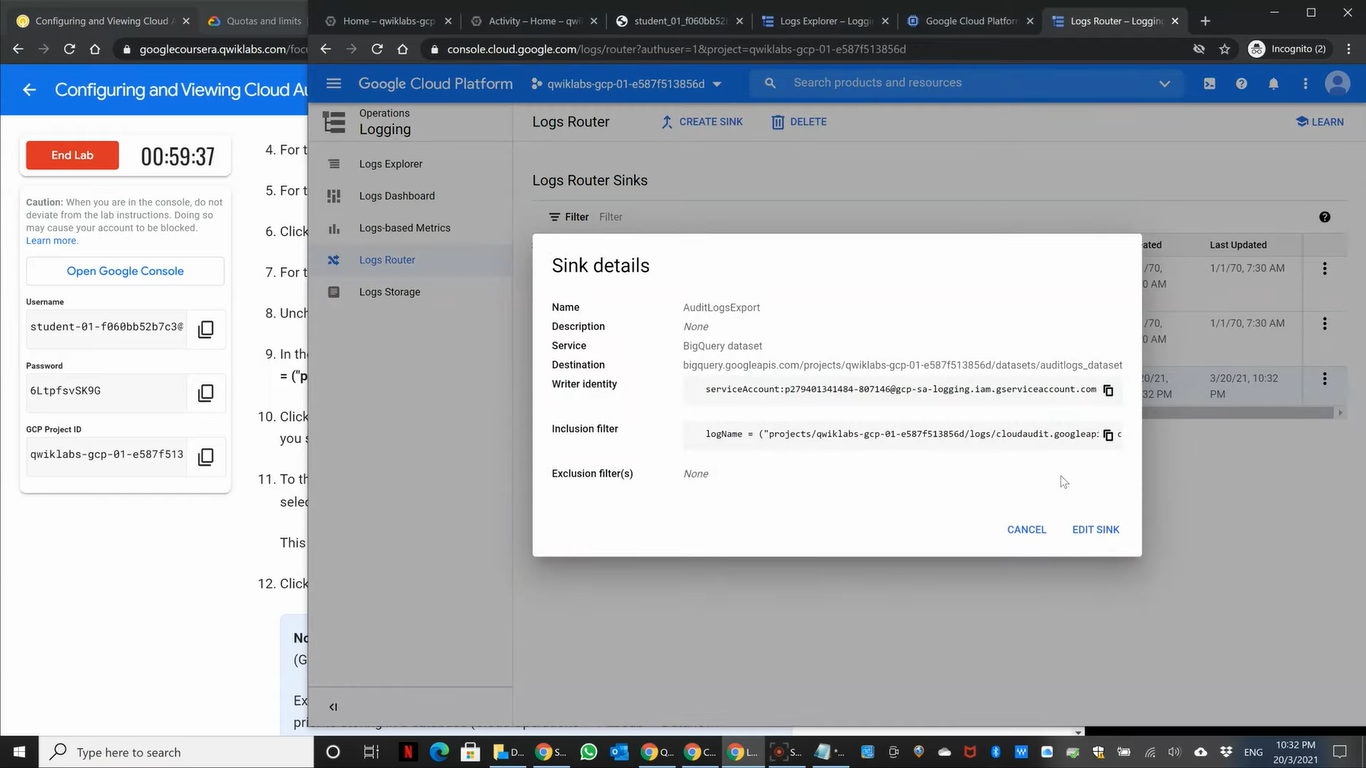 Configuring and Viewing Cloud A
Quotas and limits
Home – qwiklabs-gcp
Activity – Home – qwi
student_01_f060bb52
Logs Explorer – Loggi
Google Cloud Platfor
Logs Router – Loggin
googlecoursera.qwiklabs.com/foc
console.cloud.google.com/logs/router?authuser=1&project=qwiklabs-gcp-01-e587f513856d
Incognito (2)
Configuring and Viewing Cloud Au
Google Cloud Platform
qwiklabs-gcp-01-e587f513856d
Search products and resources
End Lab
00:59:37
Caution: When you are in the console, do not
deviate from the lab instructions. Doing so
may cause your account to be blocked.
Learn more.
Open Google Console
Username
student-01-f060bb52b7c3@
Password
6LtpfsvSK9G
GCP Project ID
qwiklabs-gcp-01-e587f513
4. For t
5. For t
6. Click
7. For t
8. Unch
9. In the
= ("p
10. Click
you s
11. To th
selec
This
12. Click
No
(G
Ex
Operations
Logging
Logs Explorer
Logs Dashboard
Logs-based Metrics
Logs Router
Logs Storage
Logs Router
CREATE SINK
DELETE
LEARN
Logs Router Sinks
Filter
Filter
ated
Last Updated
/1/70,
0 AM
1/1/70, 7:30 AM
/1/70,
0 AM
1/1/70, 7:30 AM
20/21,
32 PM
3/20/21, 10:32
PM
Sink details
Name
AuditLogsExport
Description
None
Service
BigQuery dataset
Destination
bigquery.googleapis.com/projects/qwiklabs-gcp-01-e587f513856d/datasets/auditlogs_dataset
Writer identity
serviceAccount:p279401341484-807146@gcp-sa-logging.iam.gserviceaccount.com
Inclusion filter
logName = ("projects/qwiklabs-gcp-01-e587f513856d/logs/cloudaudit.googleap
Exclusion filter(s)
None
CANCEL
EDIT SINK
Type here to search
ENG
10:32 PM
20/3/2021